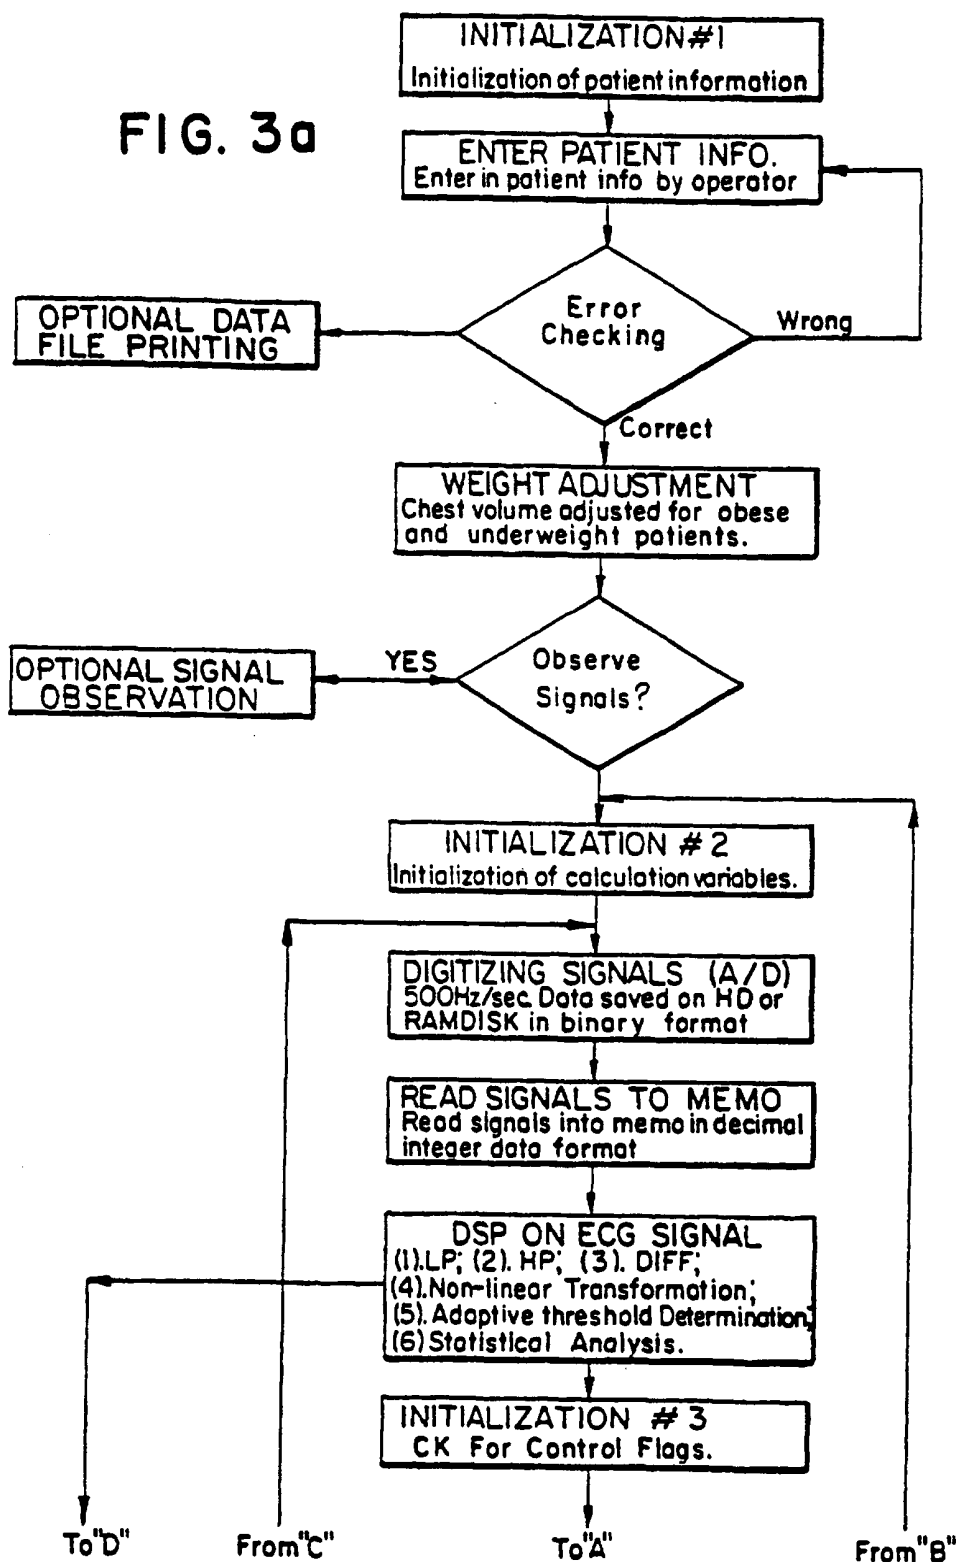 INITIALIZATION #1
Initialization of patient information
FIG. 3a
ENTER PATIENT INFO.
Enter in patient info by operator
Error
Checking
Wrong
OPTIONAL DATA
FILE PRINTING
Correct
WEIGHT ADJUSTMENT
Chest volume adjusted for obese
and underweight patients.
Observe
Signals?
YES
OPTIONAL SIGNAL
OBSERVATION
INITIALIZATION #2
Initialization of calculation variables.
DIGITIZING SIGNALS (A/D)
500Hz/sec. Data saved on HD or
RAMDISK in binary format
READ SIGNALS TO MEMO
Read signals into memo in decimal
integer data format
DSP ON ECG SIGNAL
(1).LP; (2). HP; (3). DIFF;
(4).Non-linear Transformation;
(5). Adaptive threshold Determination;
(6) Statistical Analysis.
INITIALIZATION #3
CK For Control Flags.
To"D"
From"C"
To"A"
From"B"